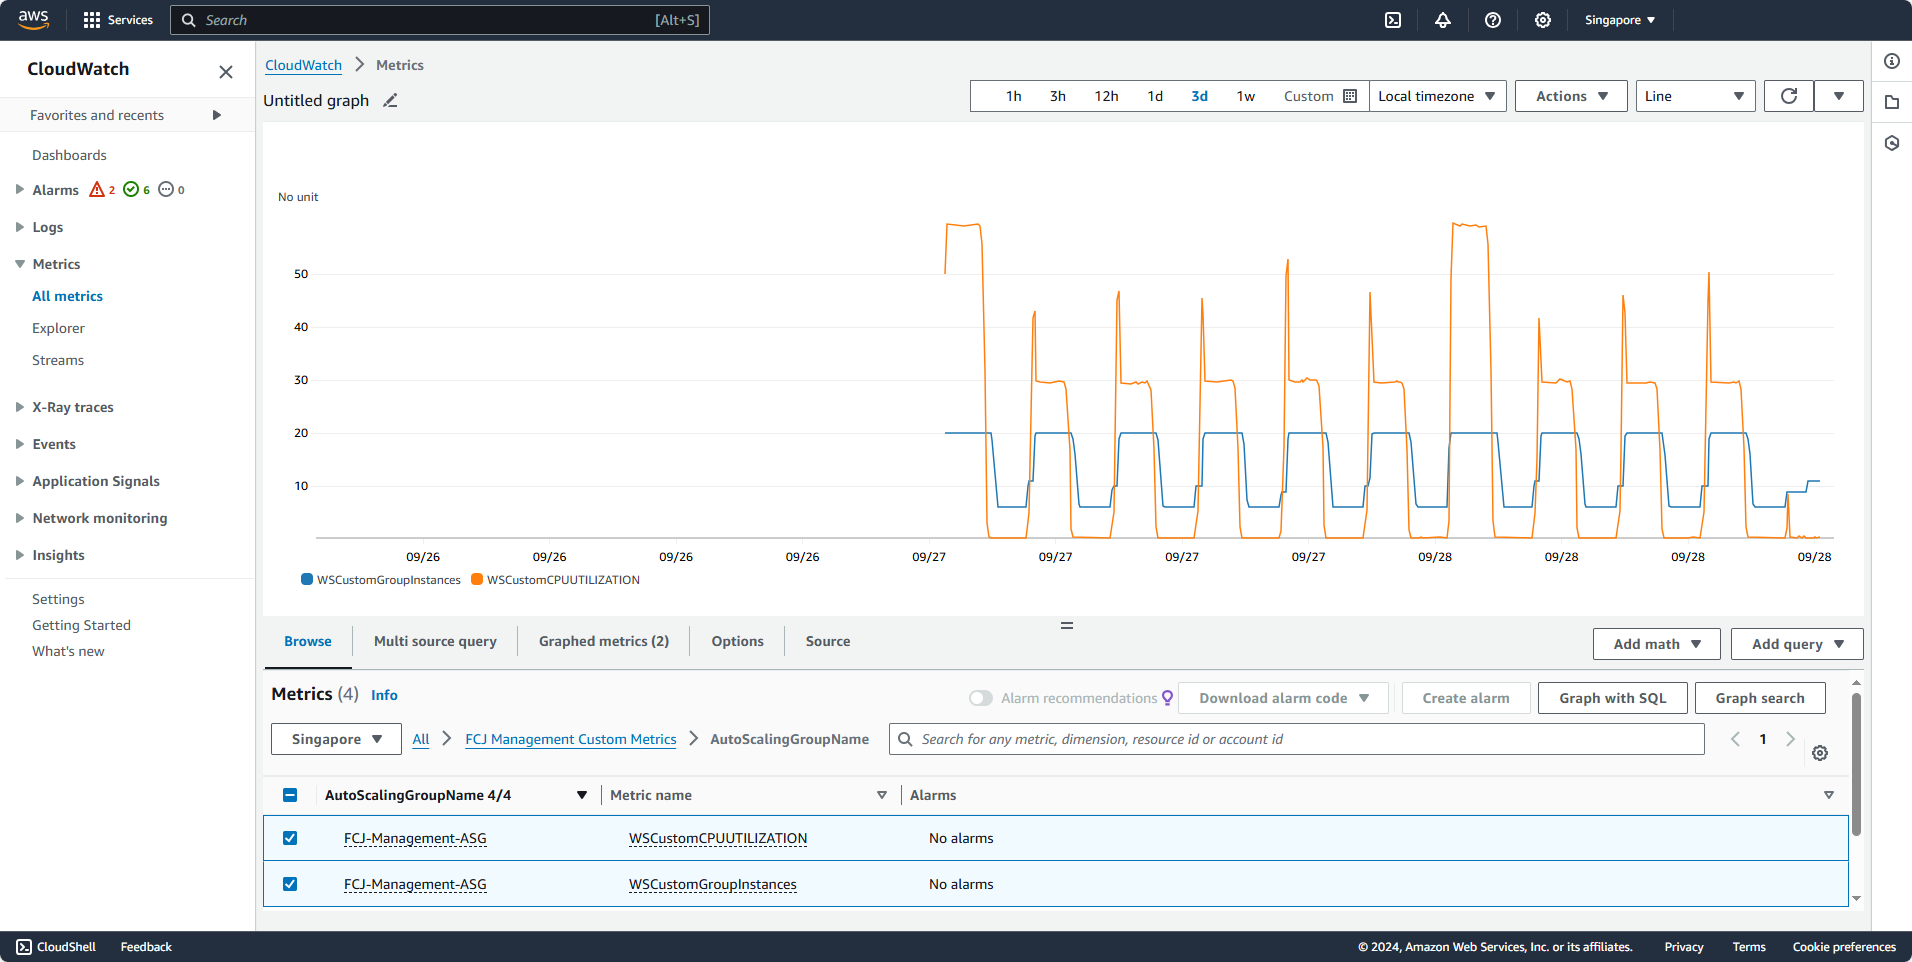 aws
Services
Search
[Alt+S]
Singapore
CloudWatch
Favorites and recents
Dashboards
Alarms 2 6 0
Logs
Metrics
All metrics
Explorer
Streams
X-Ray traces
Events
Application Signals
Network monitoring
Insights
Settings
Getting Started
What's new
CloudWatch Metrics
Untitled graph
1h 3h 12h 1d 3d 1w Custom Local timezone
Actions
Line
No unit
50
40
30
20
10
09/26 09/26 09/26 09/26 09/27 09/27 09/27 09/27 09/28 09/28 09/28 09/28
WSCustomGroupInstances WSCustomCPUUTILIZATION
Browse Multi source query Graphed metrics (2) Options Source
Add math Add query
Metrics (4) Info
Alarm recommendations Download alarm code Create alarm Graph with SQL Graph search
Singapore All FCJ Management Custom Metrics AutoScalingGroupName Search for any metric, dimension, resource id or account id 1
AutoScalingGroupName 4/4 Metric name Alarms
FCJ-Management-ASG WSCustomCPUUTILIZATION No alarms
FCJ-Management-ASG WSCustomGroupInstances No alarms
CloudShell Feedback © 2024, Amazon Web Services, Inc. or its affiliates. Privacy Terms Cookie preferences